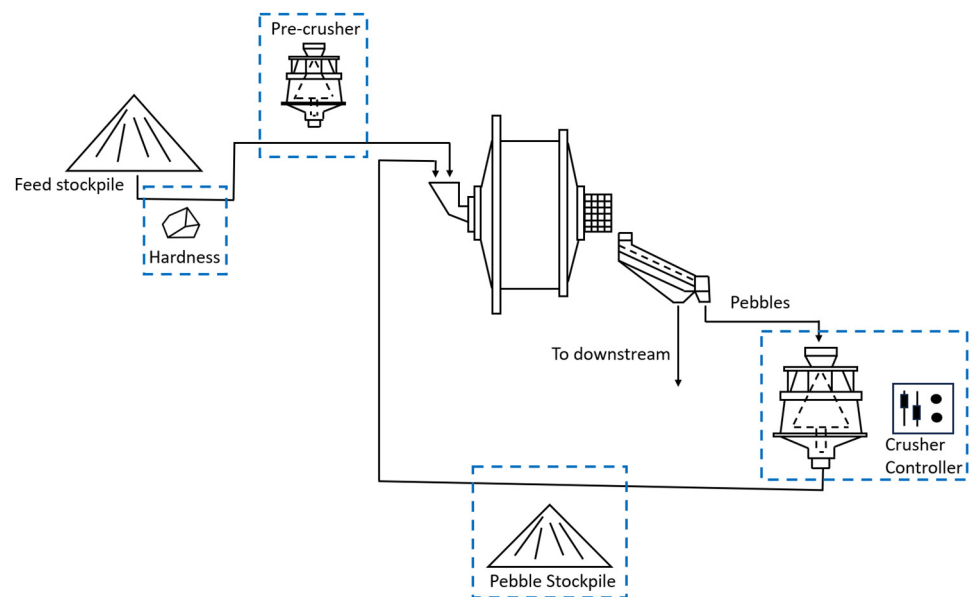 Pre-crusher
Feed stockpile
Hardness
Pebbles
To downstream
Crusher
Controller
Pebble Stockpile